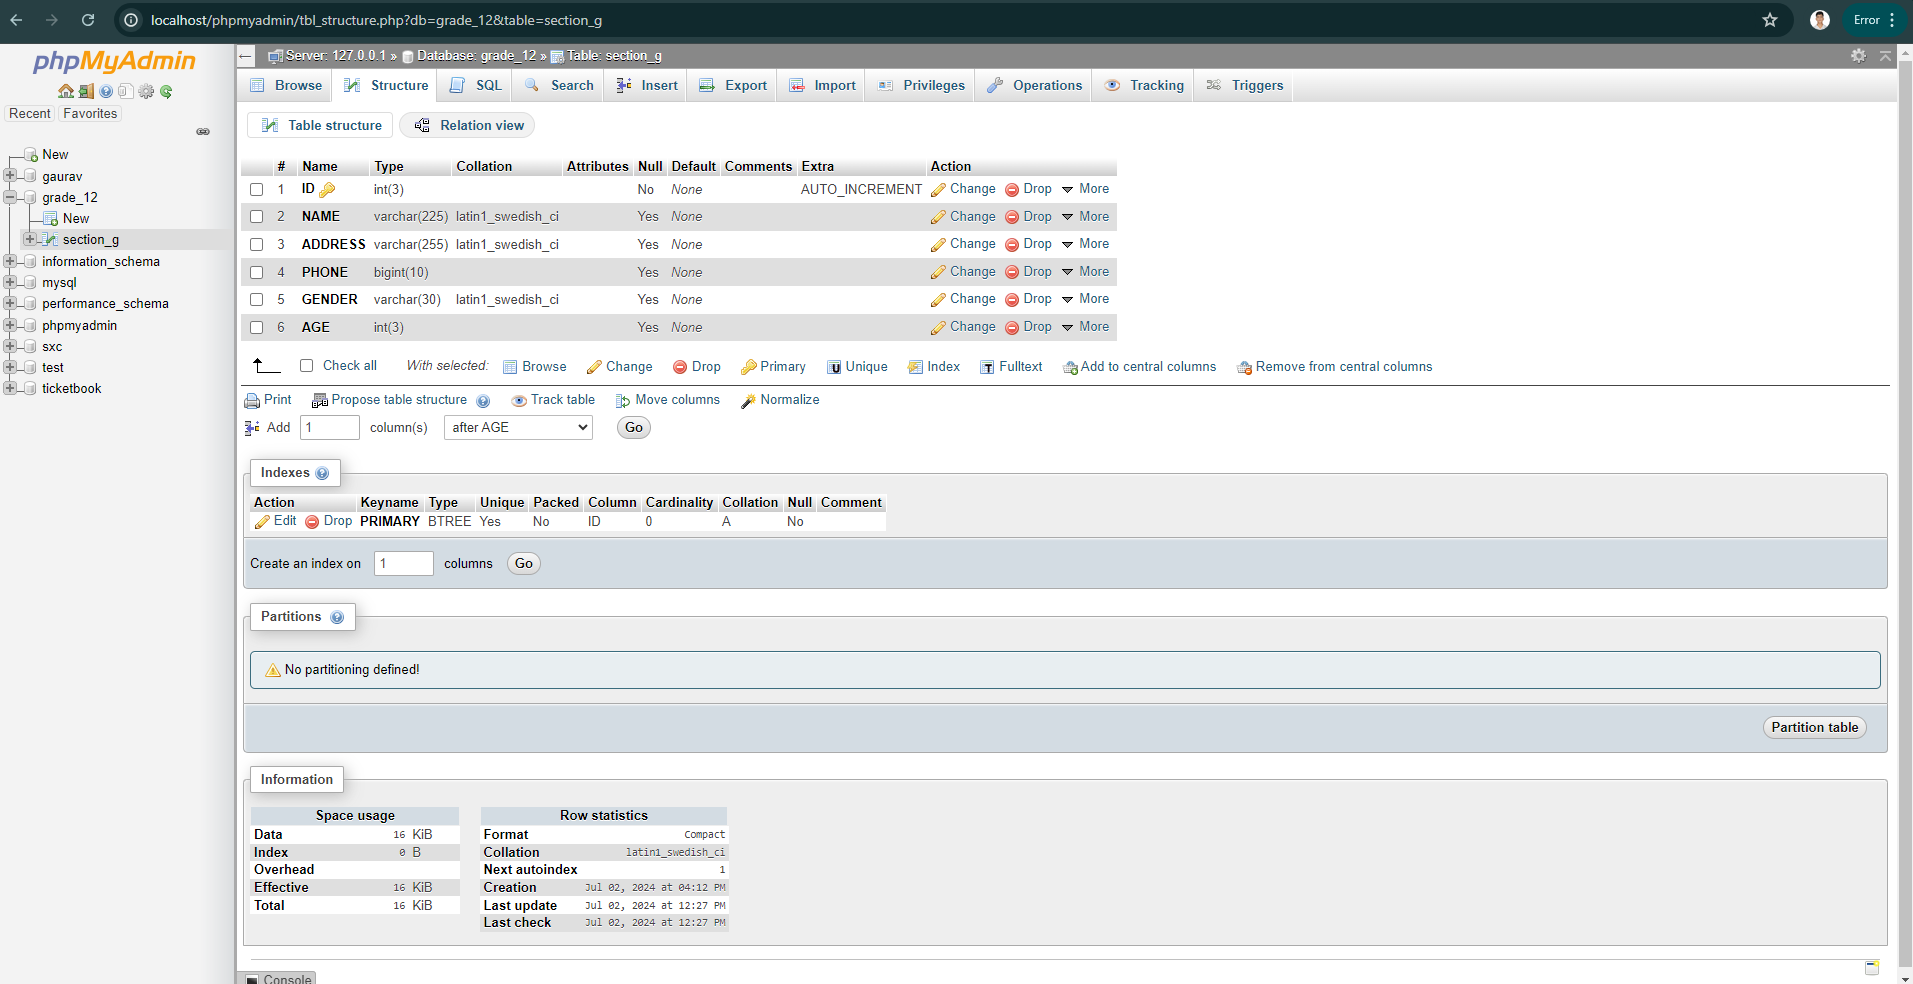 localhost/phpmyadmin/tbl_structure.php?db=grade_12&table=section_g
Error
phpMyAdmin
Recent Favorites
New
gaurav
grade_12
New
section_g
information_schema
mysql
performance_schema
phpmyadmin
sxc
test
ticketbook
Server: 127.0.0.1 » Database: grade_12 » Table: section_g
Browse Structure SQL Search Insert Export Import Privileges Operations Tracking Triggers
Table structure Relation view
# Name Type Collation Attributes Null Default Comments Extra Action
1 ID int(3) No None AUTO_INCREMENT Change Drop More
2 NAME varchar(225) latin1_swedish_ci Yes None Change Drop More
3 ADDRESS varchar(255) latin1_swedish_ci Yes None Change Drop More
4 PHONE bigint(10) Yes None Change Drop More
5 GENDER varchar(30) latin1_swedish_ci Yes None Change Drop More
6 AGE int(3) Yes None Change Drop More
Check all With selected: Browse Change Drop Primary Unique Index Fulltext Add to central columns Remove from central columns
Print Propose table structure Track table Move columns Normalize
Add 1 column(s) after AGE Go
Indexes
Action Keyname Type Unique Packed Column Cardinality Collation Null Comment
Edit Drop PRIMARY BTREE Yes No ID 0 A No
Create an index on 1 columns Go
Partitions
No partitioning defined!
Partition table
Information
Space usage
Data 16 KiB
Index 0 B
Overhead
Effective 16 KiB
Total 16 KiB
Row statistics
Format Compact
Collation latin1_swedish_ci
Next autoindex 1
Creation Jul 02, 2024 at 04:12 PM
Last update Jul 02, 2024 at 12:27 PM
Last check Jul 02, 2024 at 12:27 PM
Console